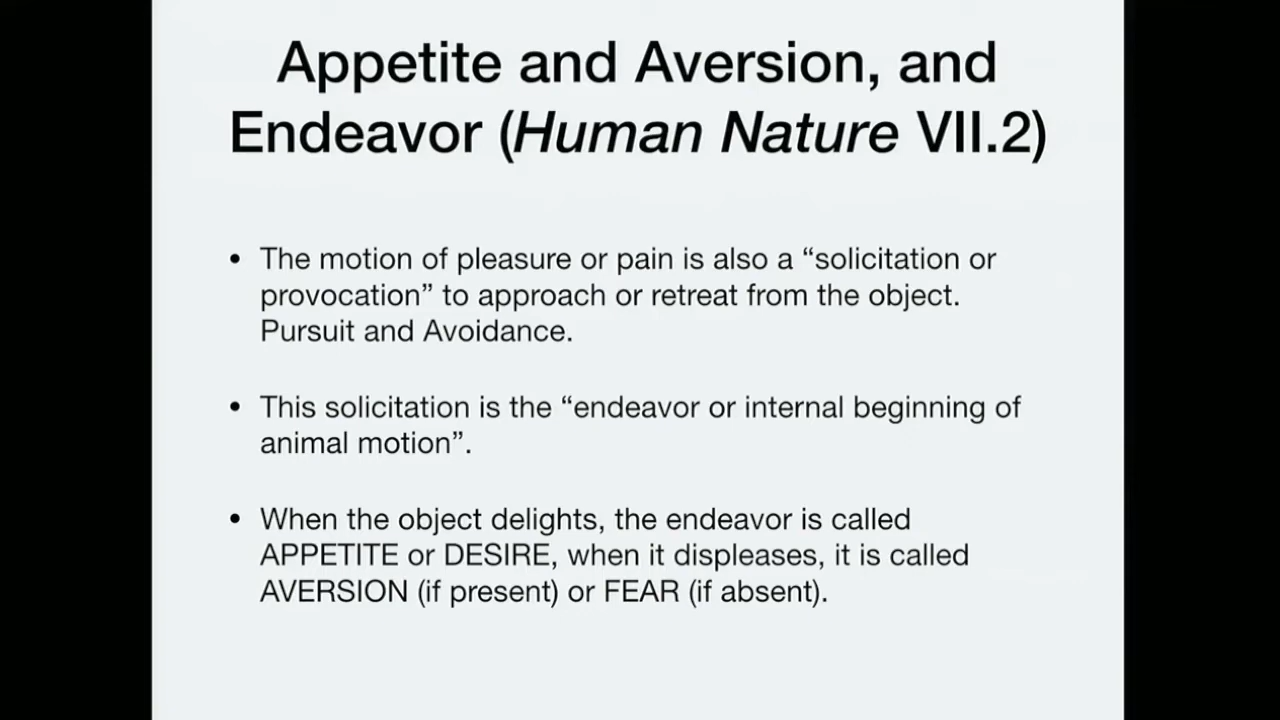 Appetite and Aversion, and
Endeavor (Human Nature VII.2)
• The motion of pleasure or pain is also a “solicitation or
provocation” to approach or retreat from the object.
Pursuit and Avoidance.
• This solicitation is the “endeavor or internal beginning of
animal motion”.
• When the object delights, the endeavor is called
APPETITE or DESIRE, when it displeases, it is called
AVERSION (if present) or FEAR (if absent).